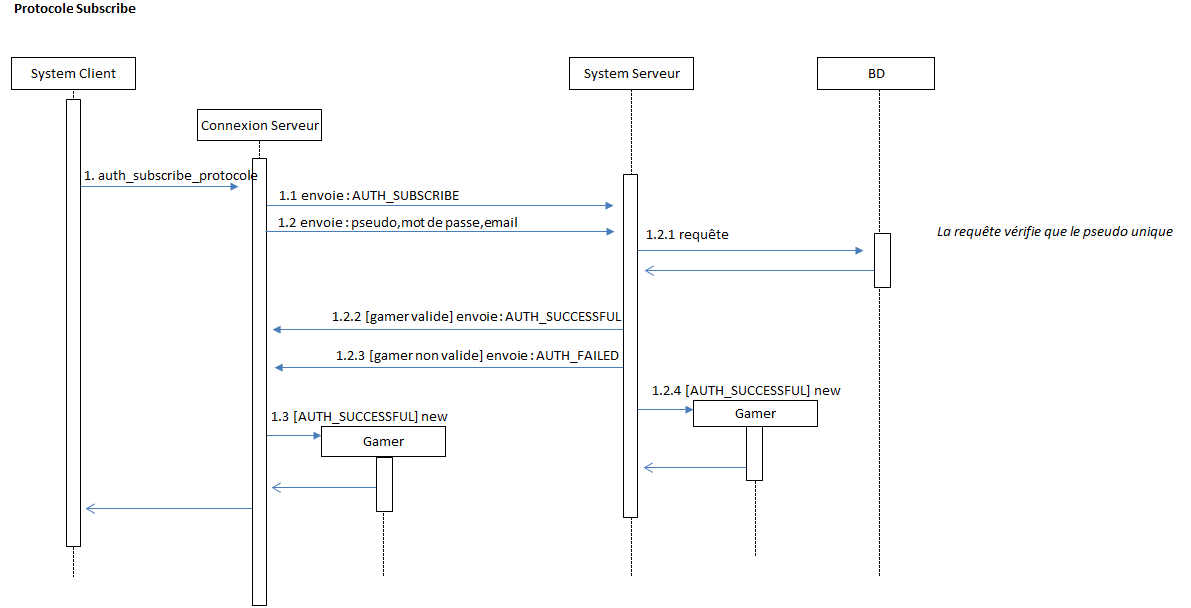 Protocole Subscribe
System Client
System Serveur
BD
Connexion Serveur
1. auth_subscribe_protocole
1.1 envoie : AUTH_SUBSCRIBE
1.2 envoie : pseudo,mot de passe,email
1.2.1 requête
La requête vérifie que le pseudo unique
1.2.2 [gamer valide] envoie : AUTH_SUCCESSFUL
1.2.3 [gamer non valide] envoie : AUTH_FAILED
1.2.4 [AUTH_SUCCESSFUL] new
Gamer
1.3 [AUTH_SUCCESSFUL] new
Gamer